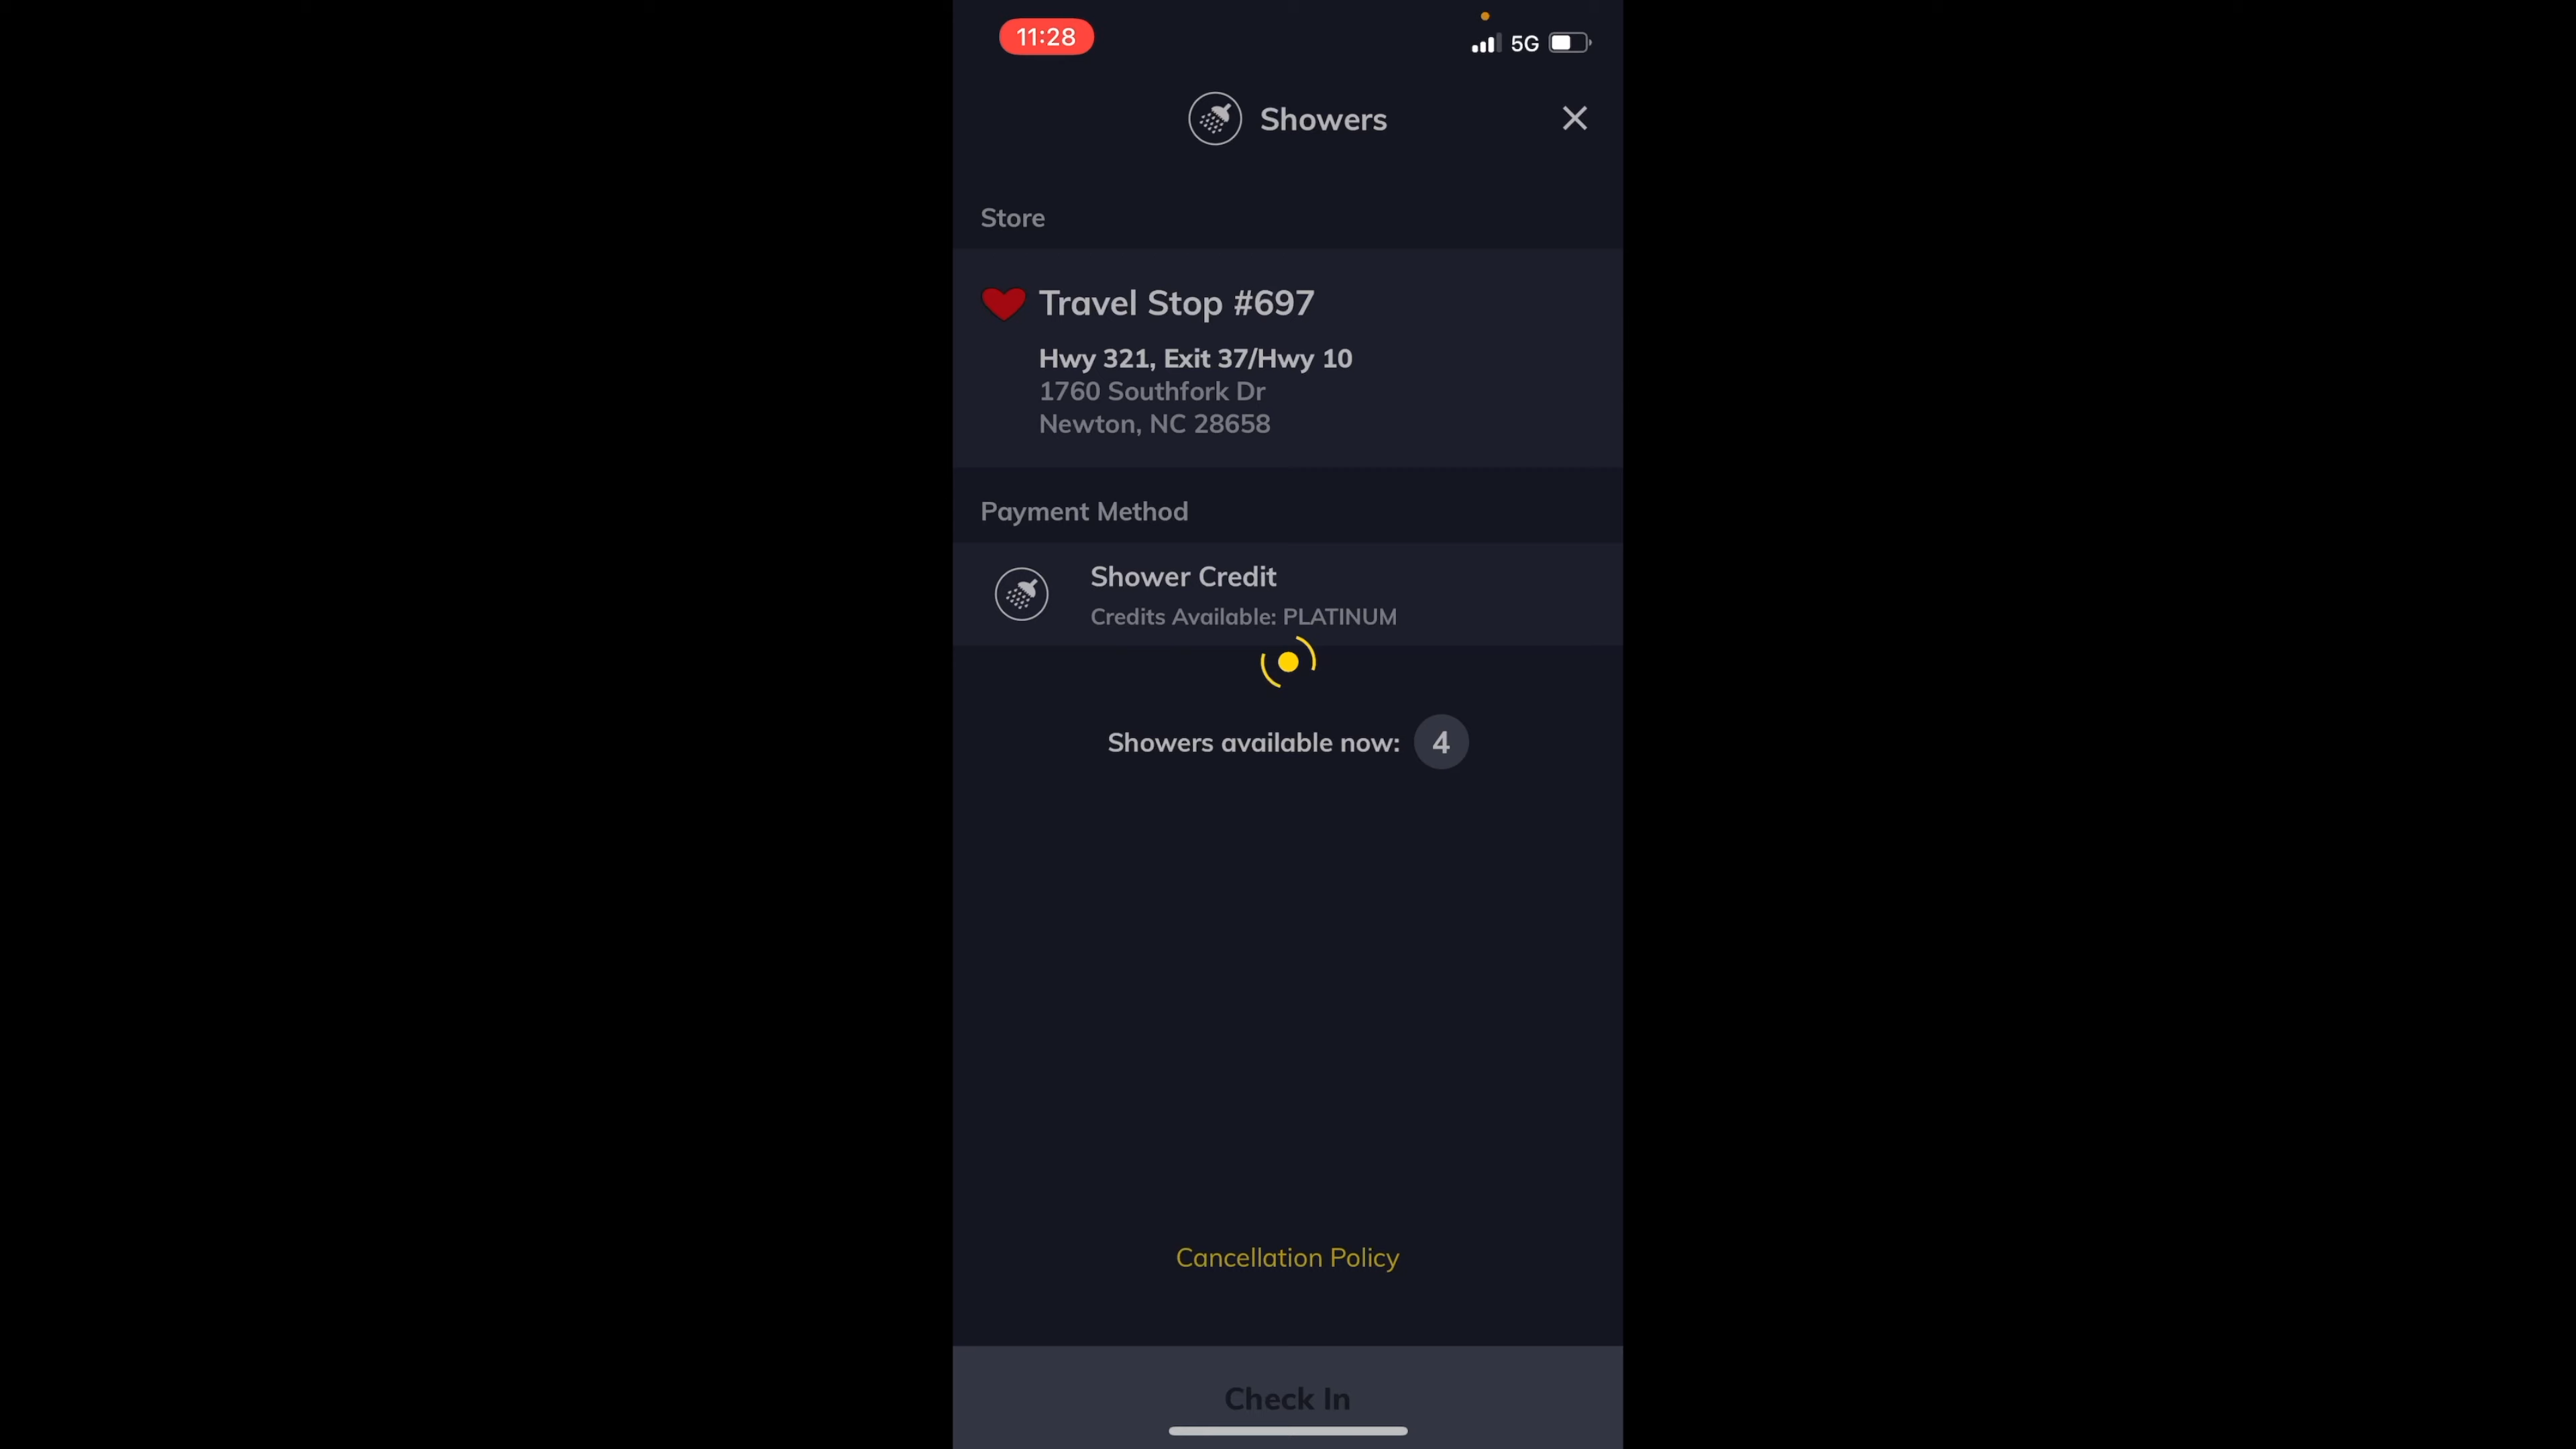 11:28
5G
Showers
Store
Travel Stop #697
Hwy 321, Exit 37/Hwy 10
1760 Southfork Dr
Newton, NC 28658
Payment Method
Shower Credit
Credits Available: PLATINUM
Showers available now: 4
Cancellation Policy
Check In